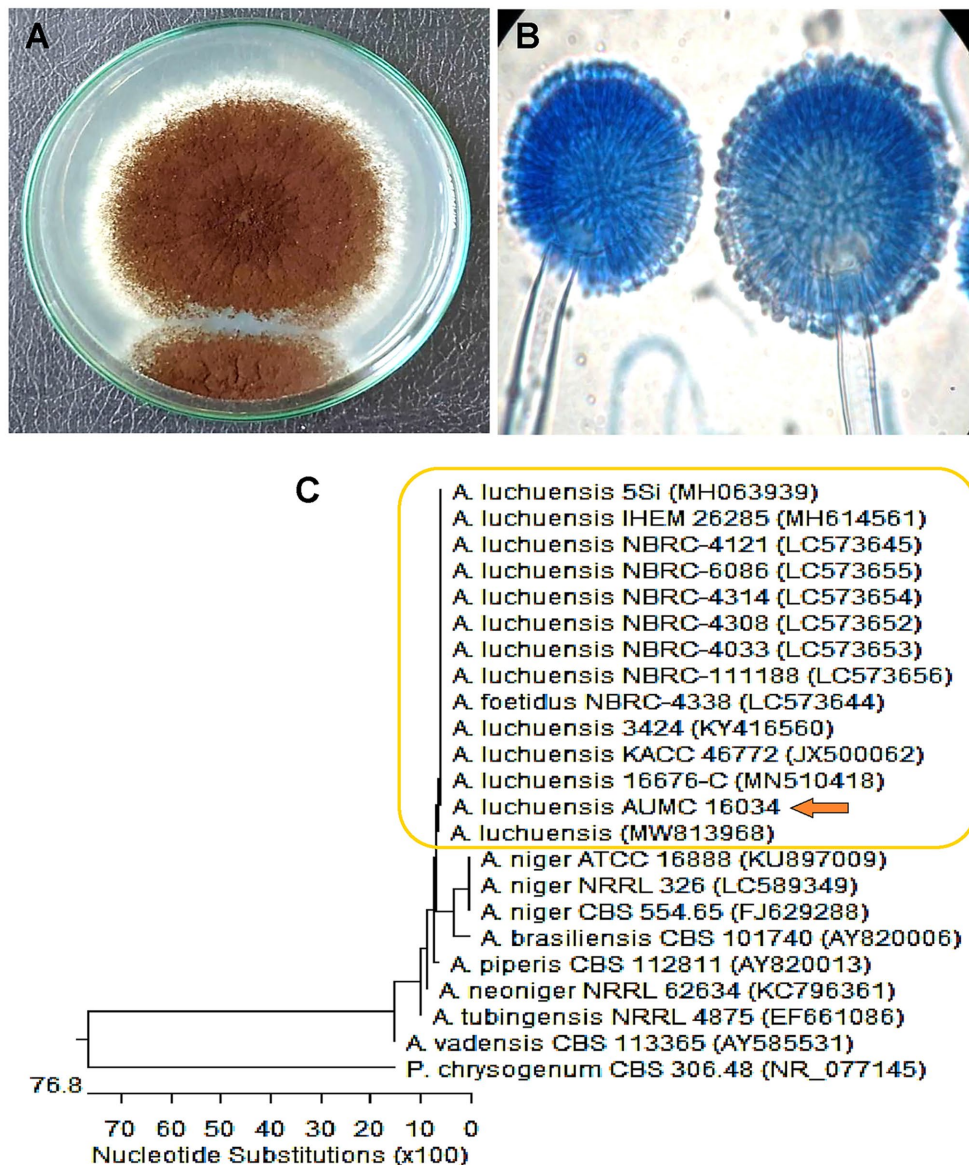 A
B
C
A. luchuensis 5Si (MH063939)
A. luchuensis IHEM 26285 (MH614561)
A. luchuensis NBRC-4121 (LC573645)
A. luchuensis NBRC-6086 (LC573655)
A. luchuensis NBRC-4314 (LC573654)
A. luchuensis NBRC-4308 (LC573652)
A. luchuensis NBRC-4033 (LC573653)
A. luchuensis NBRC-111188 (LC573656)
A. foetidus NBRC-4338 (LC573644)
A. luchuensis 3424 (KY416560)
A. luchuensis KACC 46772 (JX500062)
A. luchuensis 16676-C (MN510418)
A. luchuensis AUMC 16034
A. luchuensis (MW813968)
A. niger ATCC 16888 (KU897009)
A. niger NRRL 326 (LC589349)
A. niger CBS 554.65 (FJ629288)
A. brasiliensis CBS 101740 (AY820006)
A. piperis CBS 112811 (AY820013)
A. neoniger NRRL 62634 (KC796361)
A. tubingensis NRRL 4875 (EF661086)
A. vadensis CBS 113365 (AY585531)
P. chrysogenum CBS 306.48 (NR_077145)
76.8
70 60 50 40 30 20 10 0
Nucleotide Substitutions (x100)